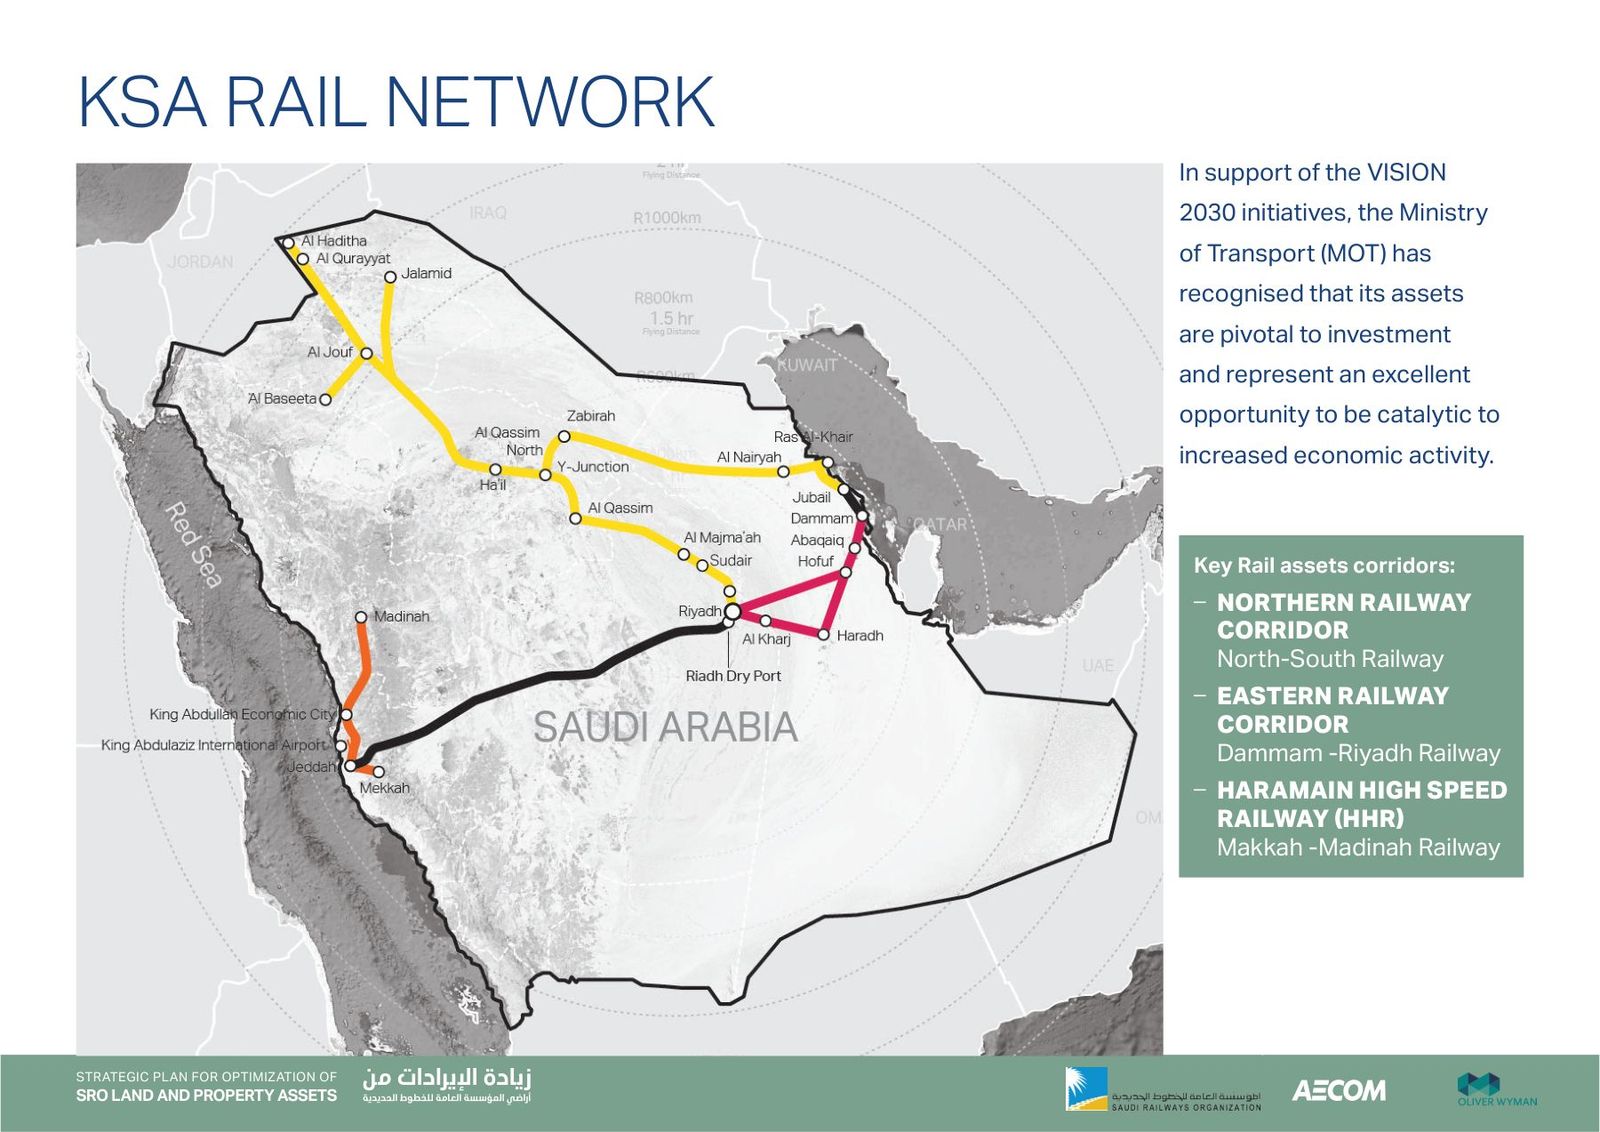 KSA RAIL NETWORK
In support of the VISION
2030 initiatives, the Ministry
of Transport (MOT) has
recognised that its assets
are pivotal to investment
and represent an excellent
opportunity to be catalytic to
increased economic activity.
Key Rail assets corridors:
– NORTHERN RAILWAY
CORRIDOR
North-South Railway
– EASTERN RAILWAY
CORRIDOR
Dammam -Riyadh Railway
– HARAMAIN HIGH SPEED
RAILWAY (HHR)
Makkah -Madinah Railway
Flying Distance
R1000km
IRAQ
JORDAN
Al Haditha
Al Qurayyat
Jalamid
R800km
1.5 hr
Flying Distance
Al Jouf
KUWAIT
R600km
Al Baseeta
Zabirah
Al Qassim
North
Ras Al-Khair
Al Nairyah
Y-Junction
Ha'il
Jubail
Al Qassim
Dammam
QATAR
Red Sea
Al Majma'ah
Abaqaiq
Sudair
Hofuf
Riyadh
Madinah
Al Kharj
Haradh
UAE
Riadh Dry Port
King Abdullah Economic City
SAUDI ARABIA
King Abdulaziz International Airport
Jeddah
Mekkah
OM
STRATEGIC PLAN FOR OPTIMIZATION OF
SRO LAND AND PROPERTY ASSETS
زيادة الإيرادات من
أراضي المؤسسة العامة للخطوط الحديدية
المؤسسة العامة للخطوط الحديدية
SAUDI RAILWAYS ORGANIZATION
AECOM
OLIVER WYMAN